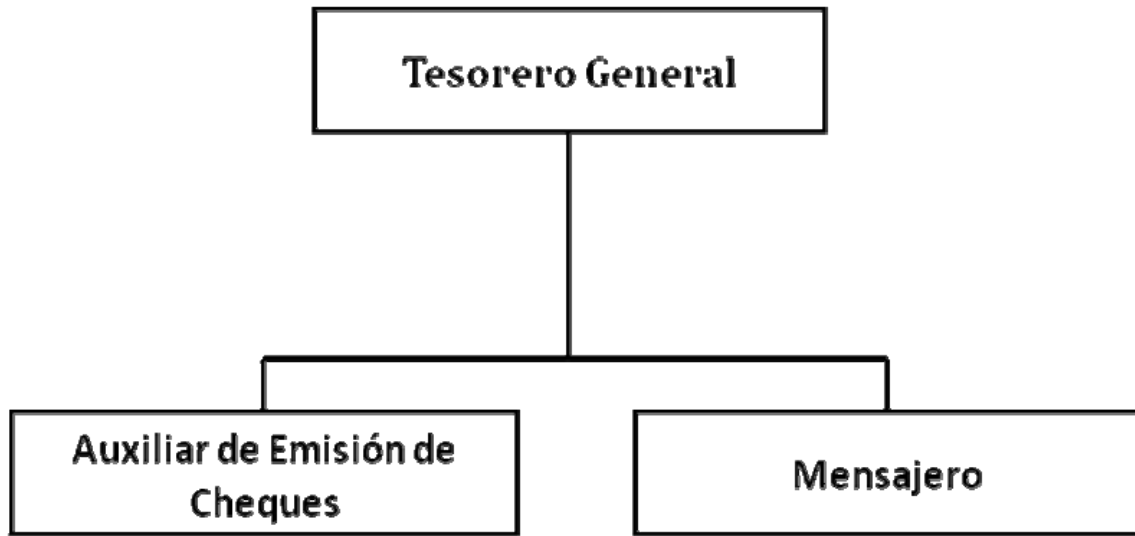 Tesorero General
Auxiliar de Emisión de
Cheques
Mensajero